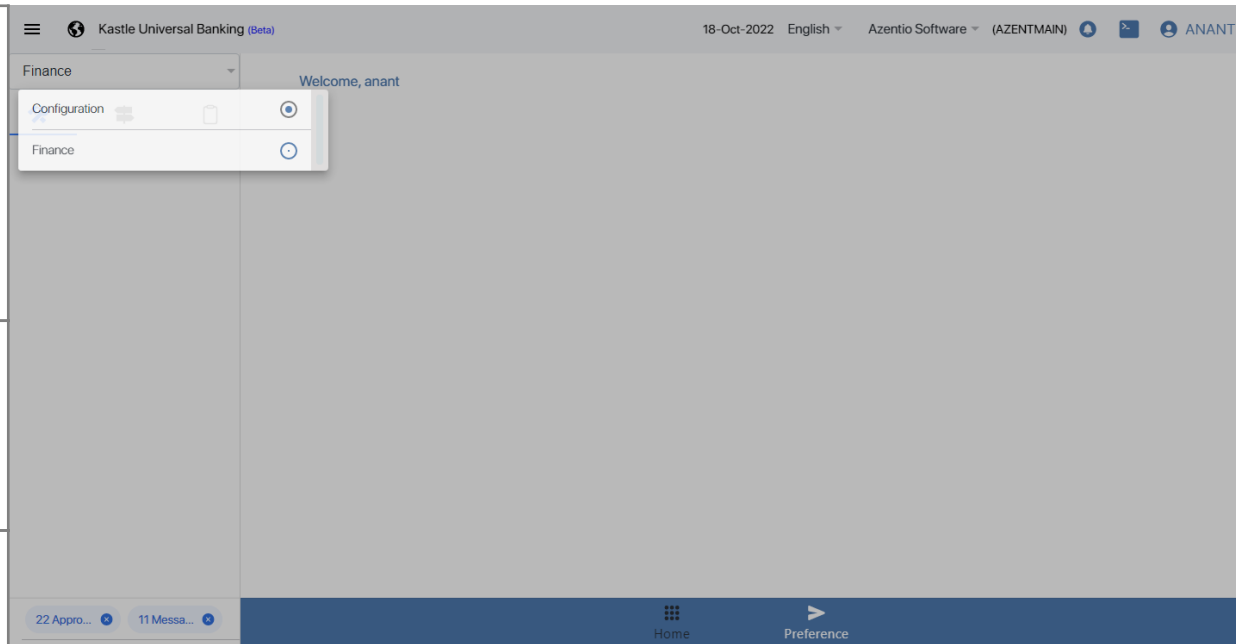 Kastle Universal Banking (Beta)
18-Oct-2022 English Azentio Software (AZENTMAIN) ANANT
Finance
Welcome, anant
Configuration
Finance
22 Appro... 11 Messa...
Home Preference